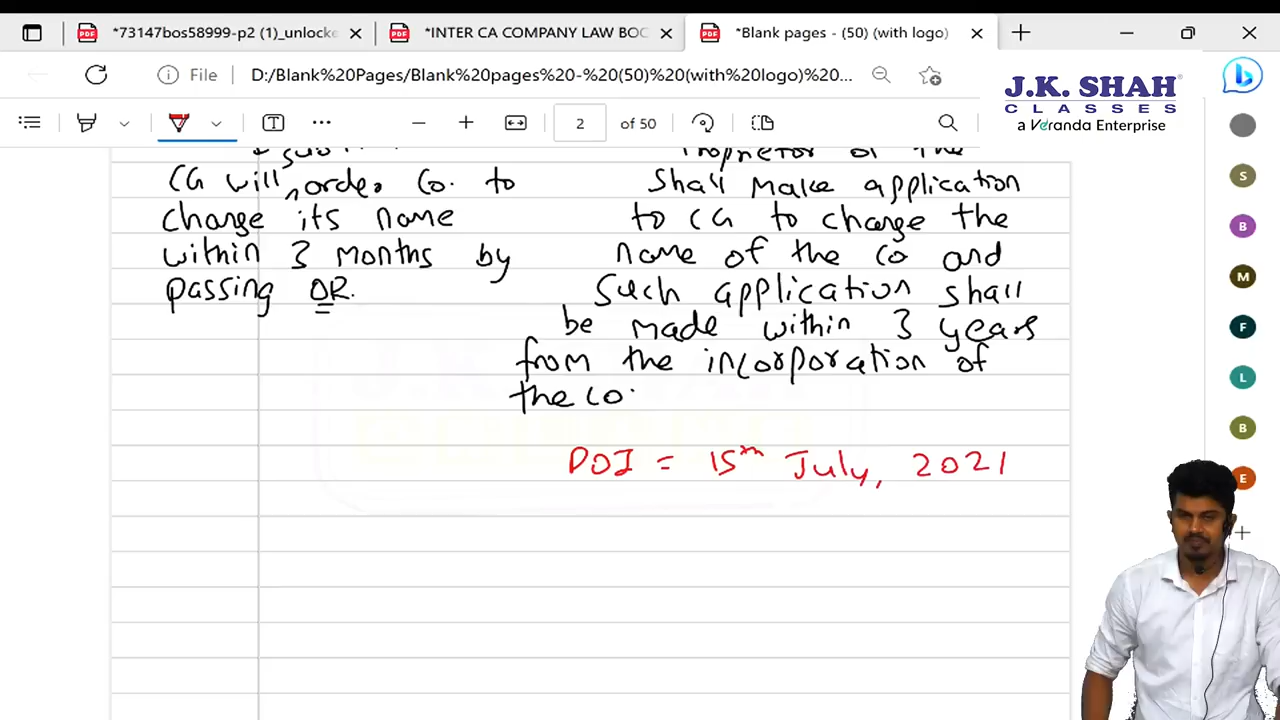 *73147bos58999-p2 (1)_unlocke
*INTER CA COMPANY LAW BOC
*Blank pages - (50) (with logo)
File
D:/Blank%20Pages/Blank%20pages%20-%20(50)%20(with%20logo)%20...
J.K. SHAH
CLASSES
a Veranda Enterprise
2 of 50
CG will order Co. to
change its name
within 3 months by
passing OR.
Proprietor of the
shall make application
to CG to change the
name of the co and
such application shall
be made within 3 years
from the incorporation of
the co.
DOI = 15th July, 2021
S
B
M
F
L
B
E